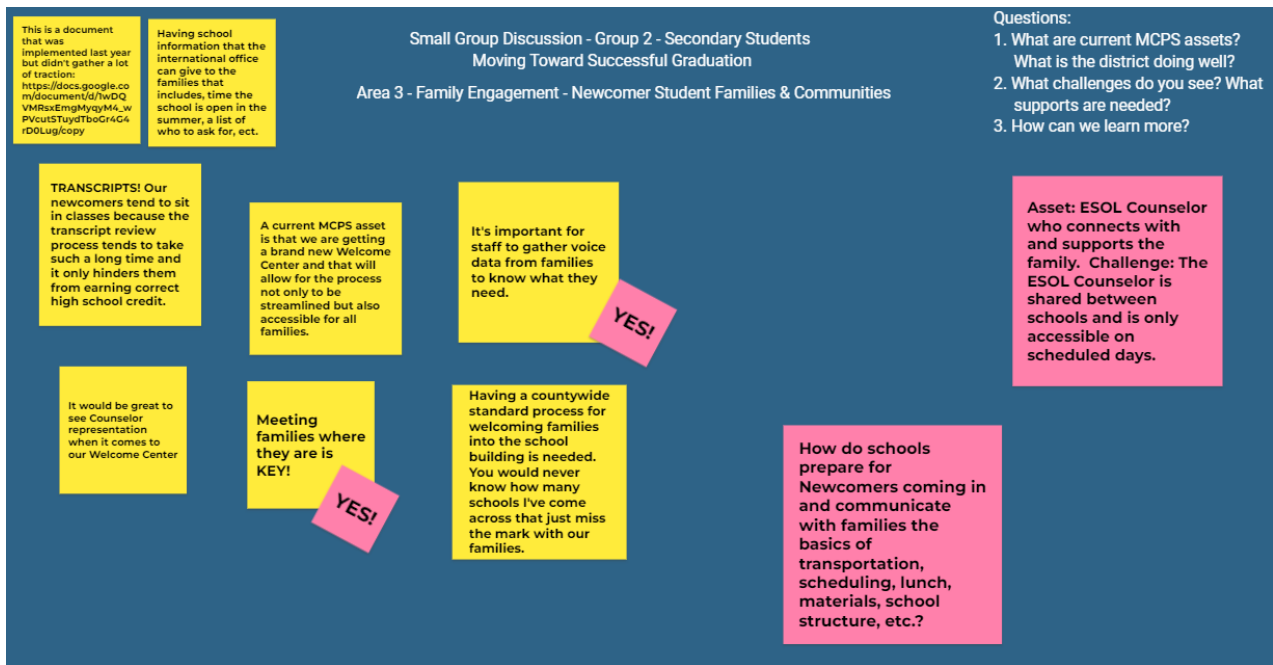 This is a document
that was
implemented last year
but didn't gather a lot
of traction:
https://docs.google.co
m/document/d/1wDQ
VMRsxEmgMyqyM4_w
PVcutSTuydTboGr4G4
rD0Lug/copy
Having school
information that the
international office
can give to the
families that
includes, time the
school is open in the
summer, a list of
who to ask for, ect.
Small Group Discussion - Group 2 - Secondary Students
Moving Toward Successful Graduation
Area 3 - Family Engagement - Newcomer Student Families & Communities
Questions:
1. What are current MCPS assets?
What is the district doing well?
2. What challenges do you see? What
supports are needed?
3. How can we learn more?
TRANSCRIPTS! Our
newcomers tend to sit
in classes because the
transcript review
process tends to take
such a long time and
it only hinders them
from earning correct
high school credit.
A current MCPS asset
is that we are getting
a brand new Welcome
Center and that will
allow for the process
not only to be
streamlined but also
accessible for all
families.
It's important for
staff to gather voice
data from families
to know what they
need.
YES!
Asset: ESOL Counselor
who connects with
and supports the
family. Challenge: The
ESOL Counselor is
shared between
schools and is only
accessible on
scheduled days.
It would be great to
see Counselor
representation
when it comes to
our Welcome Center
Meeting
families where
they are is
KEY!
YES!
Having a countywide
standard process for
welcoming families
into the school
building is needed.
You would never
know how many
schools I've come
across that just miss
the mark with our
families.
How do schools
prepare for
Newcomers coming in
and communicate
with families the
basics of
transportation,
scheduling, lunch,
materials, school
structure, etc.?